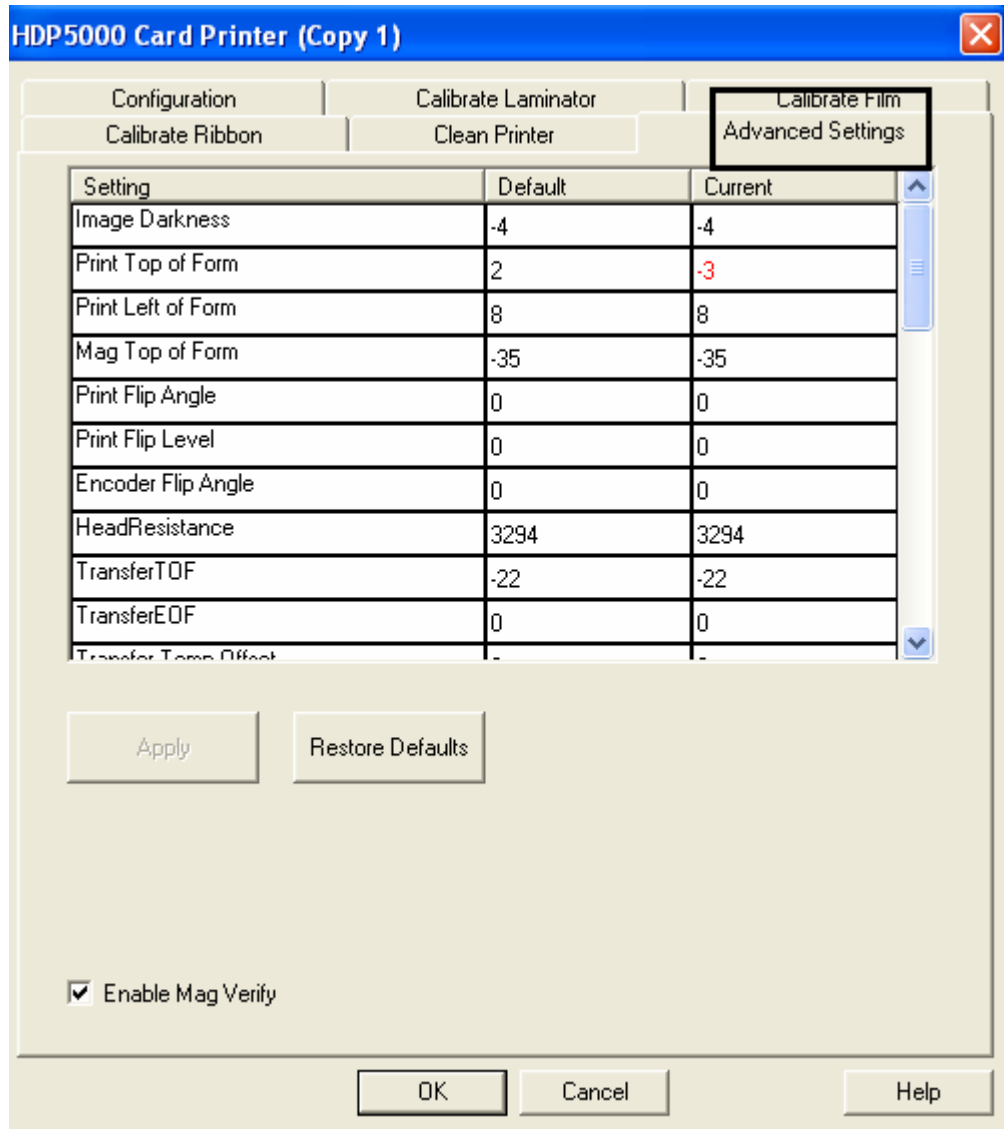 HDP5000 Card Printer (Copy 1)
Configuration Calibrate Laminator Calibrate Film
Calibrate Ribbon Clean Printer Advanced Settings
Setting Default Current
Image Darkness -4 -4
Print Top of Form 2 -3
Print Left of Form 8 8
Mag Top of Form -35 -35
Print Flip Angle 0 0
Print Flip Level 0 0
Encoder Flip Angle 0 0
HeadResistance 3294 3294
TransferTOF -22 -22
TransferEOF 0 0
Transfer Temp Offset
Apply Restore Defaults
Enable Mag Verify
OK Cancel Help